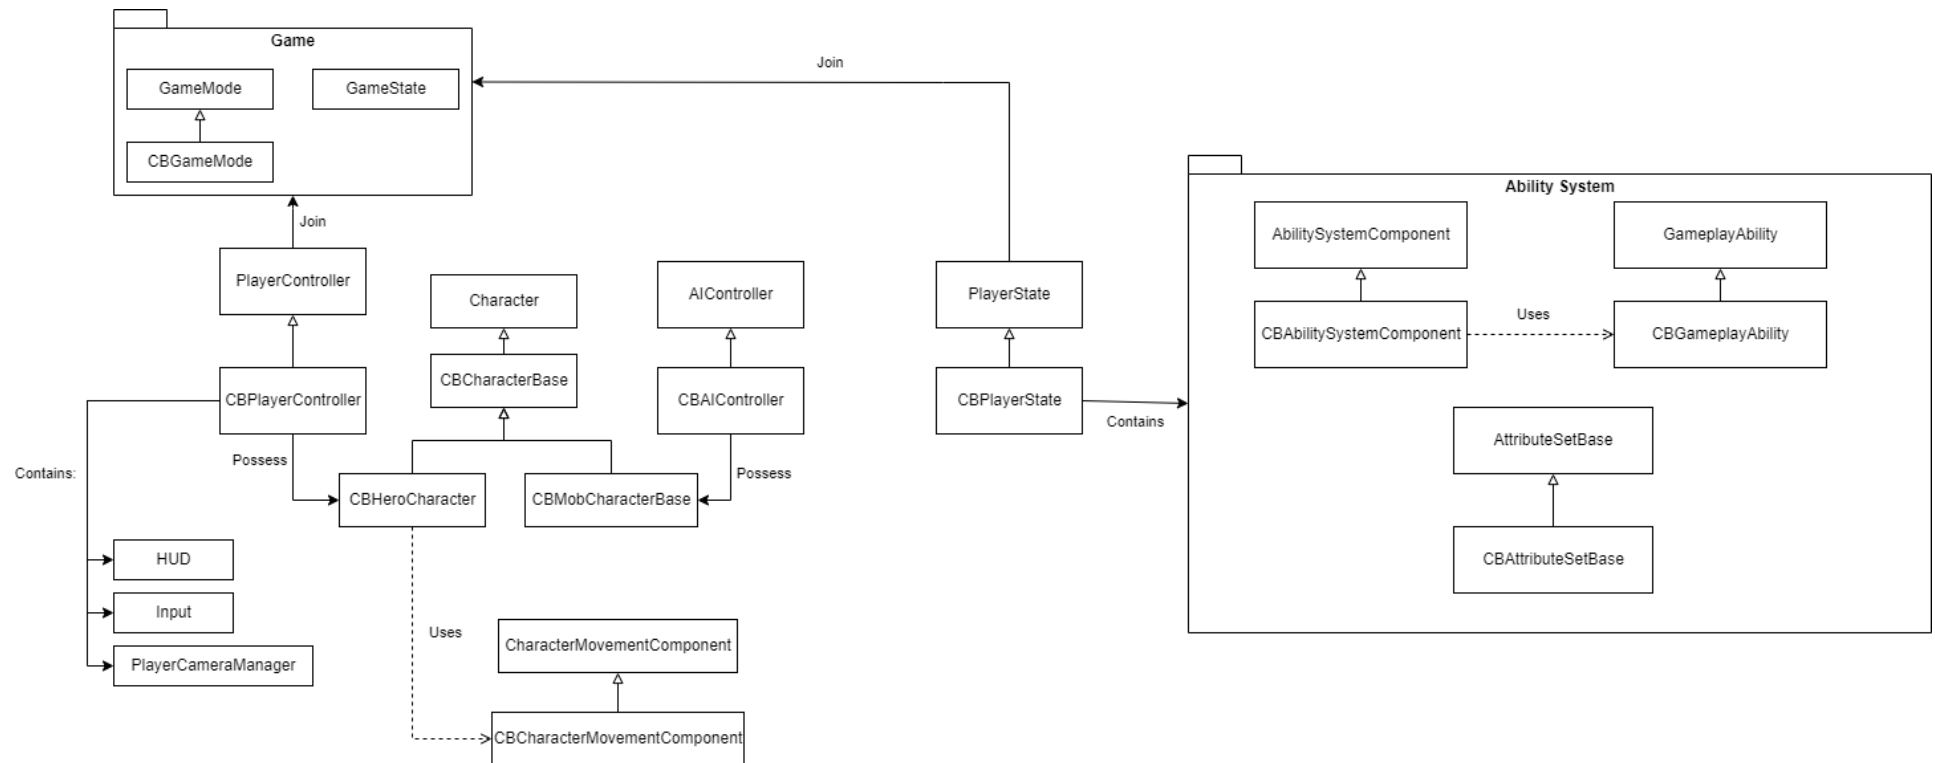 Game
GameMode
GameState
CBGameMode
Join
Join
PlayerController
Character
AIController
PlayerState
CBPlayerController
CBCharacterBase
CBAIController
CBPlayerState
Contains
Possess
Possess
Contains:
CBHeroCharacter
CBMobCharacterBase
HUD
Input
PlayerCameraManager
Uses
CharacterMovementComponent
CBCharacterMovementComponent
Ability System
AbilitySystemComponent
GameplayAbility
Uses
CBAbilitySystemComponent
CBGameplayAbility
AttributeSetBase
CBAttributeSetBase